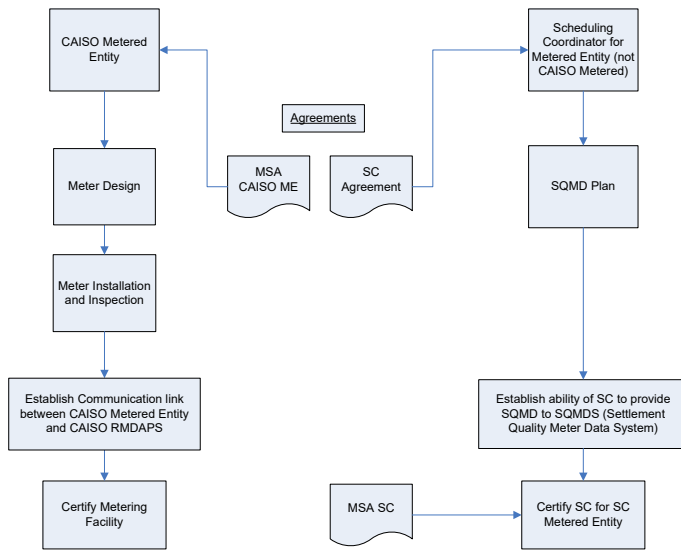 CAISO Metered
Entity
Scheduling
Coordinator for
Metered Entity (not
CAISO Metered)
Agreements
MSA
CAISO ME
SC
Agreement
Meter Design
SQMD Plan
Meter Installation
and Inspection
Establish Communication link
between CAISO Metered Entity
and CAISO RMDAPS
Establish ability of SC to provide
SQMD to SQMDS (Settlement
Quality Meter Data System)
Certify Metering
Facility
MSA SC
Certify SC for SC
Metered Entity